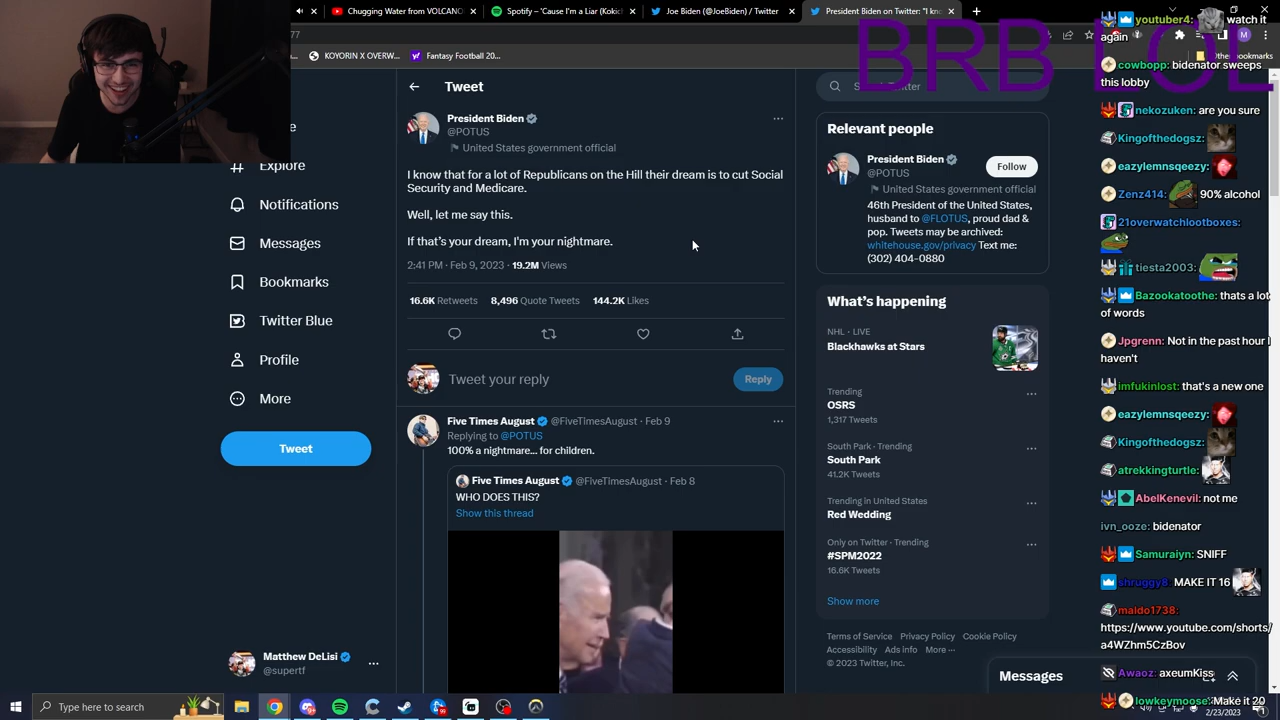 Chugging Water from VOLCANO
Spotify – 'Cause I'm a Liar (Kokic
Joe Biden (@JoeBiden) / Twitter
President Biden on Twitter: "I kno
77
KOYORIN X OVERW...
Fantasy Football 20...
Other bookmarks
BRB LOL
Tweet
President Biden
@POTUS
United States government official
I know that for a lot of Republicans on the Hill their dream is to cut Social
Security and Medicare.
Well, let me say this.
If that's your dream, I'm your nightmare.
2:41 PM · Feb 9, 2023 · 19.2M Views
16.6K Retweets 8,496 Quote Tweets 144.2K Likes
Tweet your reply
Reply
Five Times August @FiveTimesAugust · Feb 9
Replying to @POTUS
100% a nightmare... for children.
Five Times August @FiveTimesAugust · Feb 8
WHO DOES THIS?
Show this thread
Explore
Notifications
Messages
Bookmarks
Twitter Blue
Profile
More
Tweet
Matthew DeLisi
@supertf
Relevant people
President Biden
@POTUS
Follow
United States government official
46th President of the United States,
husband to @FLOTUS, proud dad &
pop. Tweets may be archived:
whitehouse.gov/privacy Text me:
(302) 404-0880
What's happening
NHL · LIVE
Blackhawks at Stars
Trending
OSRS
1,317 Tweets
South Park · Trending
South Park
41.2K Tweets
Trending in United States
Red Wedding
Only on Twitter · Trending
#SPM2022
16.6K Tweets
Show more
Terms of Service Privacy Policy Cookie Policy
Accessibility Ads info More ...
© 2023 Twitter, Inc.
Messages
youtuber4: watch it
again
cowbopp: bidenator sweeps
this lobby
nekozuken: are you sure
Kingofthedogsz:
eazylemnsqeezy:
Zenz414: 90% alcohol
21overwatchlootboxes:
tiesta2003:
Bazookatoothe: thats a lot
of words
Jpgrenn: Not in the past hour I
haven't
imfukinlost: that's a new one
eazylemnsqeezy:
Kingofthedogsz:
atrekkingturtle:
AbelKenevil: not me
ivn_ooze: bidenator
Samuraiyn: SNIFF
shruggy8: MAKE IT 16
maldo1738:
https://www.youtube.com/shorts/
a4WZhm5CzBov
Awaoz: axeumKiss
lowkeymoose: Make it 20
Type here to search
99
2/23/2023